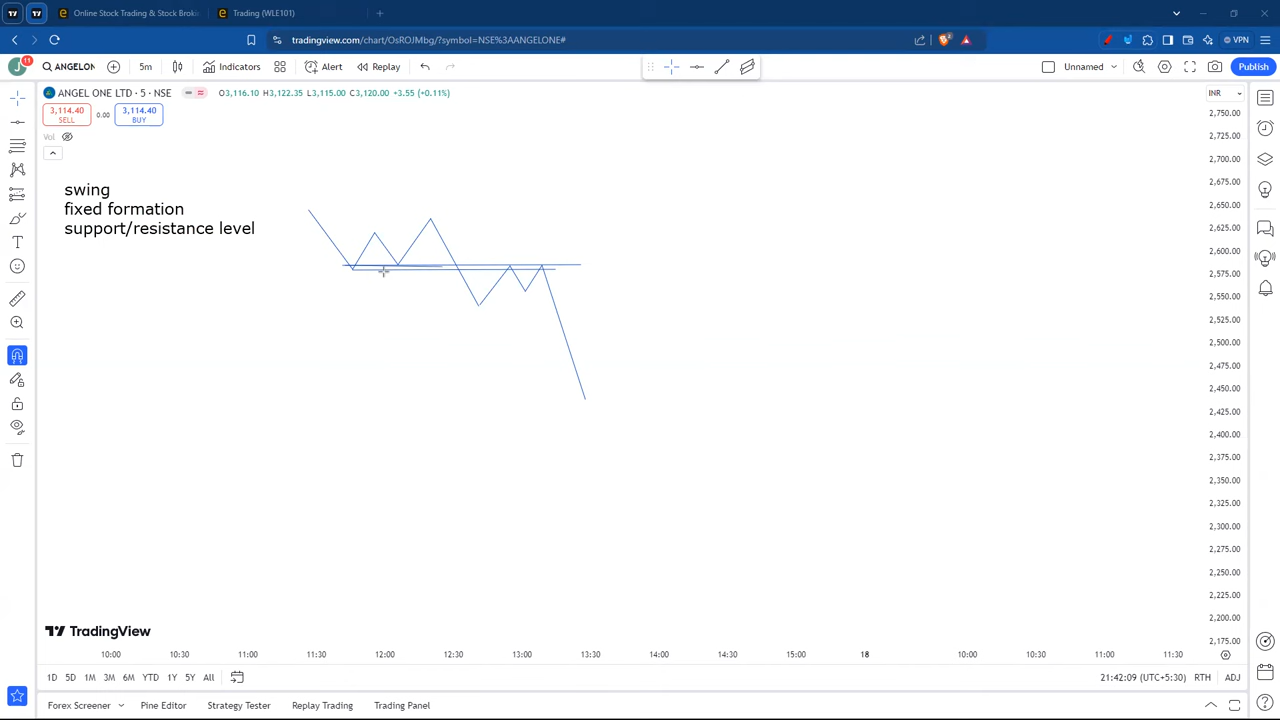 Online Stock Trading & Stock Broki
Trading (WLE101)
tradingview.com/chart/OsROJMbg/?symbol=NSE%3AANGELONE#
VPN
J
11
ANGELON
5m
Indicators
Alert
Replay
Unnamed
Publish
ANGEL ONE LTD · 5 · NSE
O3,116.10 H3,122.35 L3,115.00 C3,120.00 +3.55 (+0.11%)
INR
3,114.40
SELL
0.00
3,114.40
BUY
Vol
swing
fixed formation
support/resistance level
2,750.00
2,725.00
2,700.00
2,675.00
2,650.00
2,625.00
2,600.00
2,575.00
2,550.00
2,525.00
2,500.00
2,475.00
2,450.00
2,425.00
2,400.00
2,375.00
2,350.00
2,325.00
2,300.00
2,275.00
2,250.00
2,225.00
2,200.00
2,175.00
TradingView
10:00
10:30
11:00
11:30
12:00
12:30
13:00
13:30
14:00
14:30
15:00
18
10:00
10:30
11:00
11:30
1D 5D 1M 3M 6M YTD 1Y 5Y All
21:42:09 (UTC+5:30)
RTH
ADJ
Forex Screener
Pine Editor
Strategy Tester
Replay Trading
Trading Panel